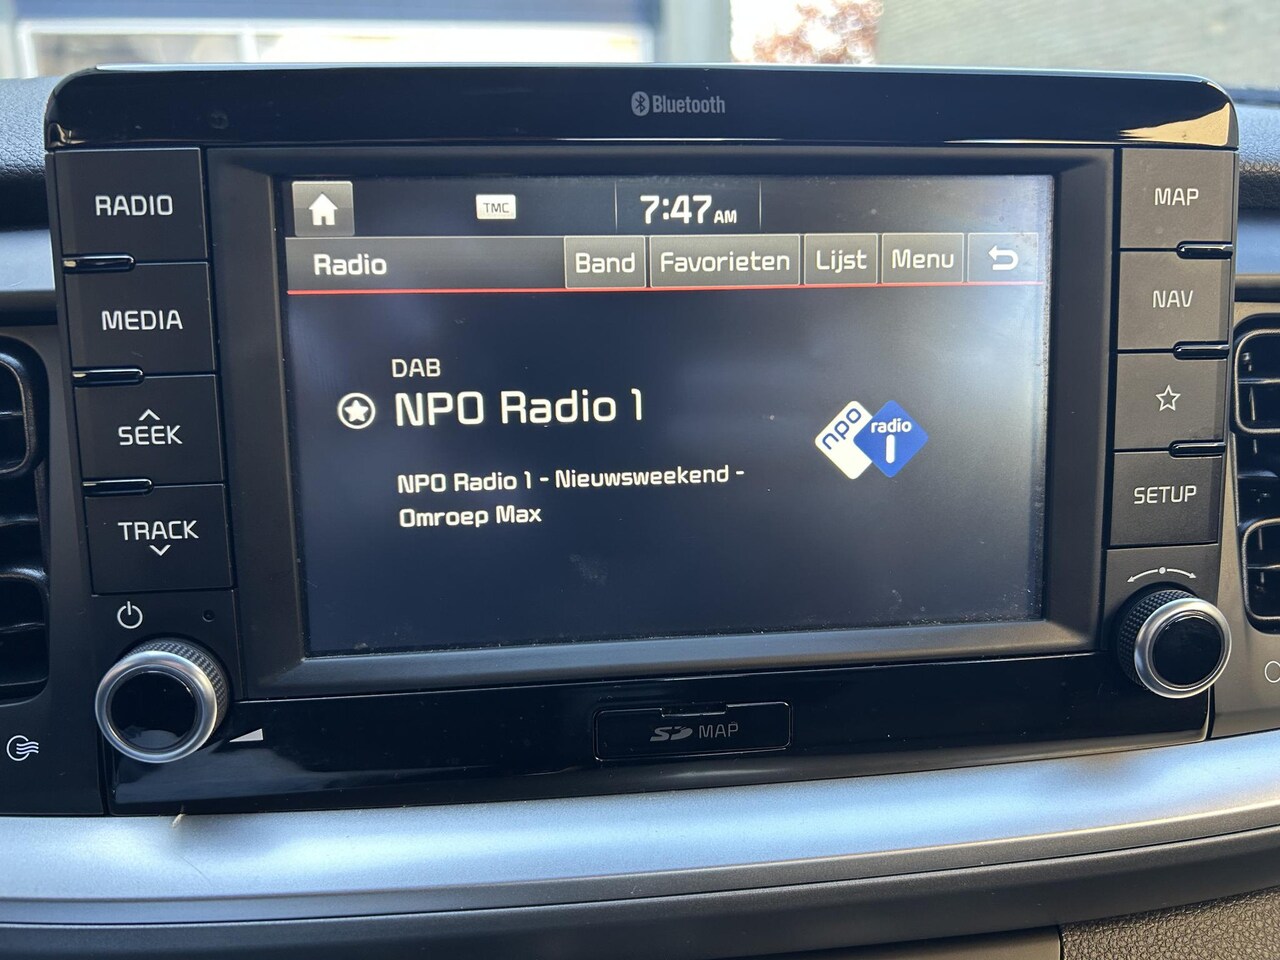 Bluetooth
RADIO
MEDIA
SEEK
TRACK
TMC
7:47 AM
Radio
Band
Favorieten
Lijst
Menu
DAB
NPO Radio 1
NPO Radio 1 - Nieuwsweekend -
Omroep Max
npo
radio
1
MAP
NAV
SETUP
SD MAP